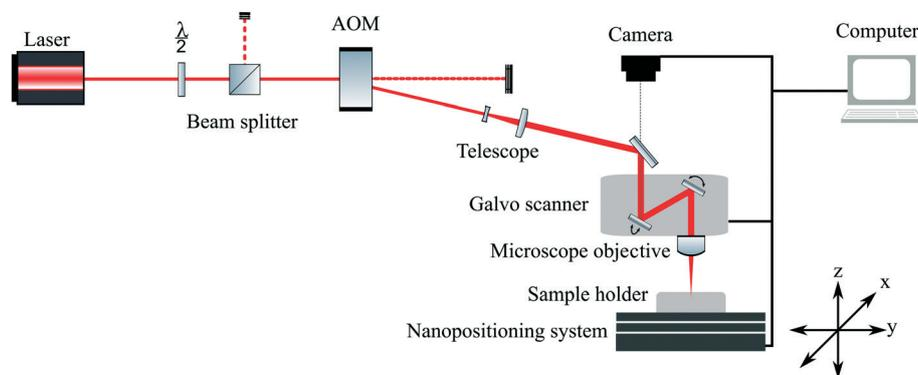 Laser
λ
2
AOM
Camera
Computer
Beam splitter
Telescope
Galvo scanner
Microscope objective
Sample holder
Nanopositioning system
z
x
y